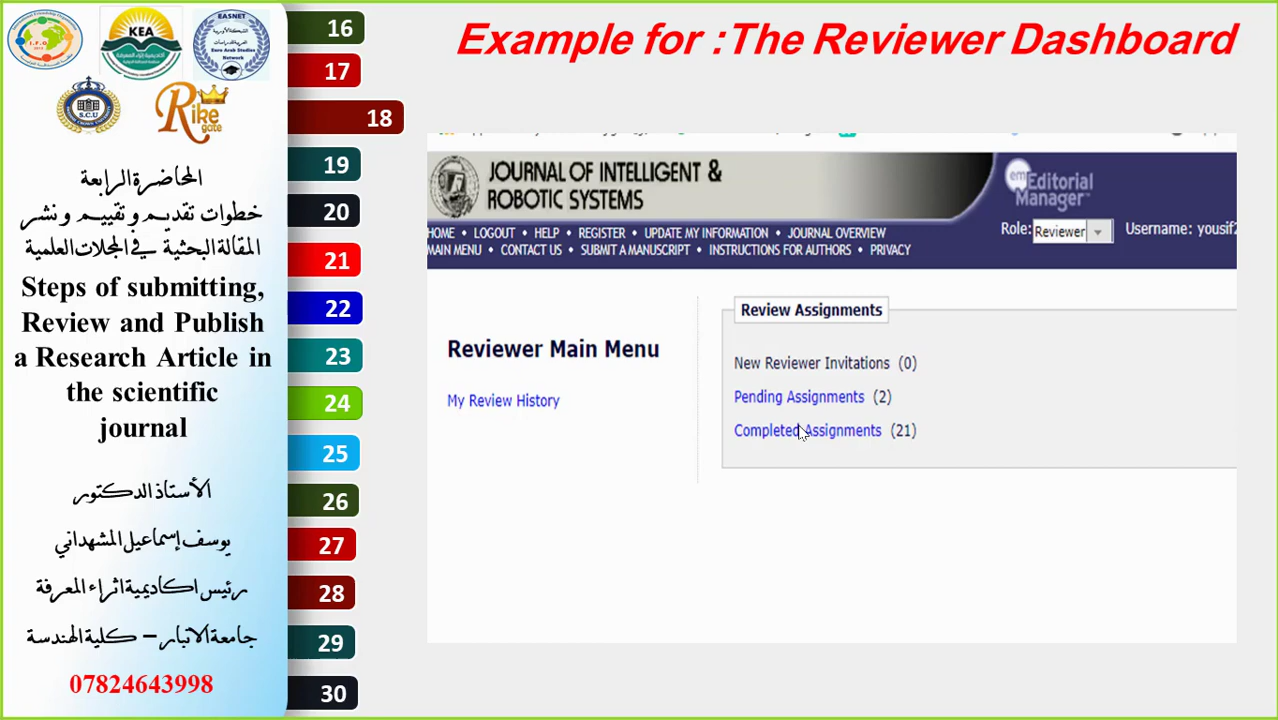 EASNET
KEA
I.F.O.
S.C.U
Rike
gate
المحاضرة الرابعة
خطوات تقديم و تقييم و نشر
المقالة البحثية في المجلات العلمية
Steps of submitting,
Review and Publish
a Research Article in
the scientific
journal
الأستاذ الدكتور
يوسف إسماعيل المشهداني
رئيس اكاديمية اثراء المعرفة
جامعة الانبار – كلية الهندسة
07824643998
16
17
18
19
20
21
22
23
24
25
26
27
28
29
30
Example for :The Reviewer Dashboard
JOURNAL OF INTELLIGENT &
ROBOTIC SYSTEMS
em Editorial
Manager
HOME • LOGOUT • HELP • REGISTER • UPDATE MY INFORMATION • JOURNAL OVERVIEW
MAIN MENU • CONTACT US • SUBMIT A MANUSCRIPT • INSTRUCTIONS FOR AUTHORS • PRIVACY
Role: Reviewer Username: yousif
Reviewer Main Menu
My Review History
Review Assignments
New Reviewer Invitations (0)
Pending Assignments (2)
Completed Assignments (21)